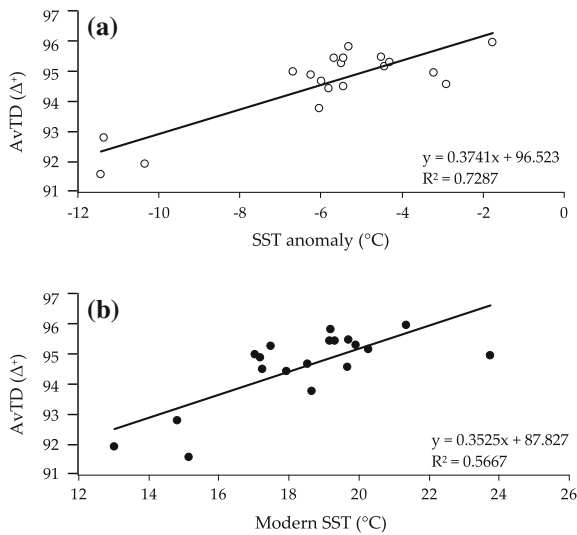 (a)
97
96
95
94
93
92
91
AvTD (Δ⁺)
y = 0.3741x + 96.523
R² = 0.7287
-12 -10 -8 -6 -4 -2 0
SST anomaly (°C)
(b)
97
96
95
94
93
92
91
AvTD (Δ⁺)
y = 0.3525x + 87.827
R² = 0.5667
12 14 16 18 20 22 24 26
Modern SST (°C)